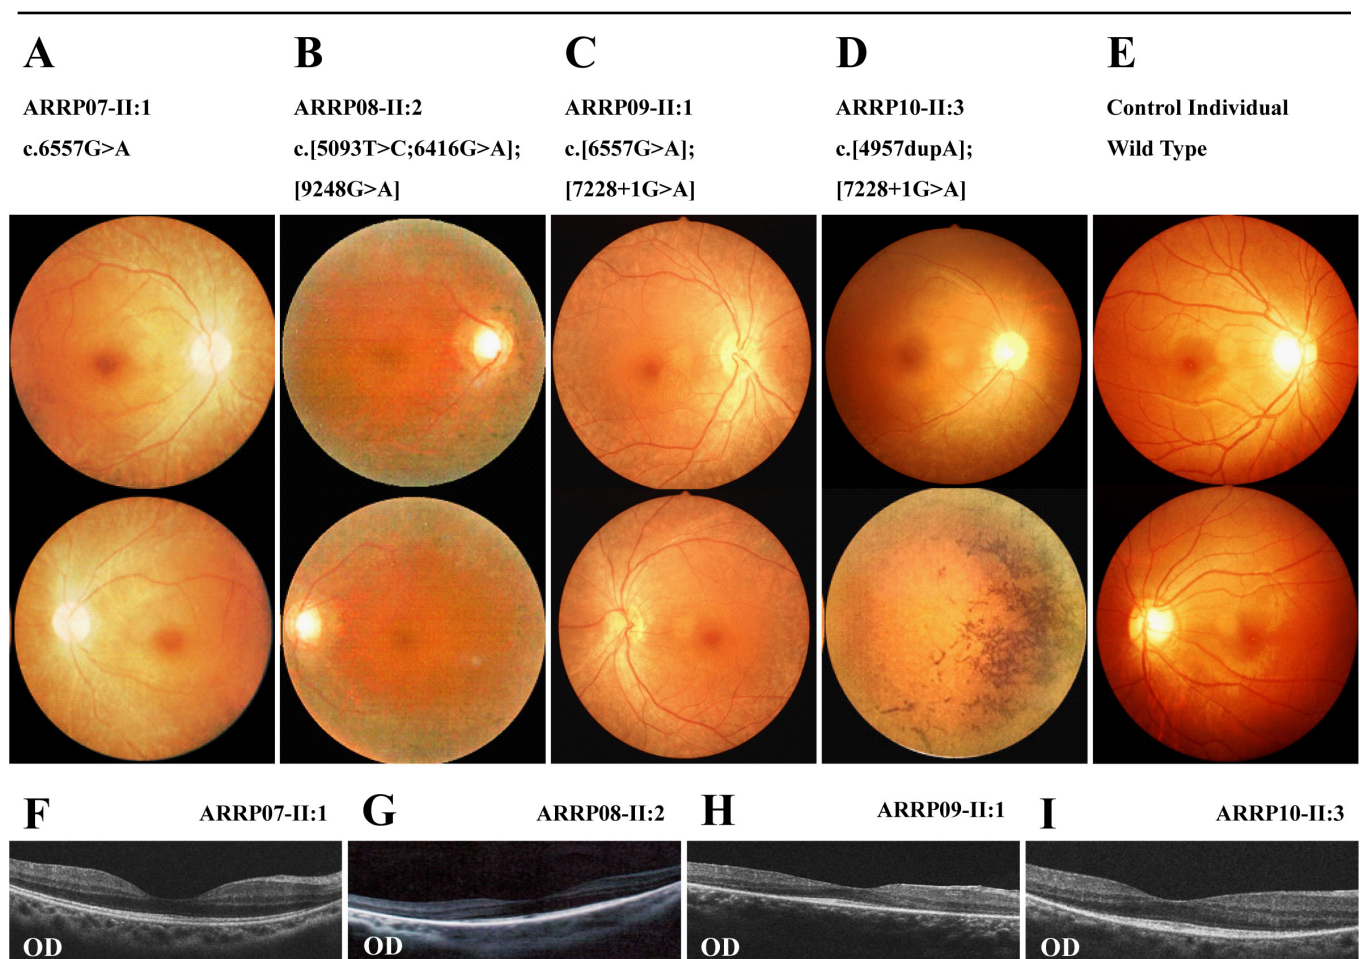 A
B
C
D
E
ARRP07-II:1
ARRP08-II:2
ARRP09-II:1
ARRP10-II:3
Control Individual
c.6557G>A
c.[5093T>C;6416G>A];
c.[6557G>A];
c.[4957dupA];
Wild Type
[9248G>A]
[7228+1G>A]
[7228+1G>A]
F
ARRP07-II:1
G
ARRP08-II:2
H
ARRP09-II:1
I
ARRP10-II:3
OD
OD
OD
OD